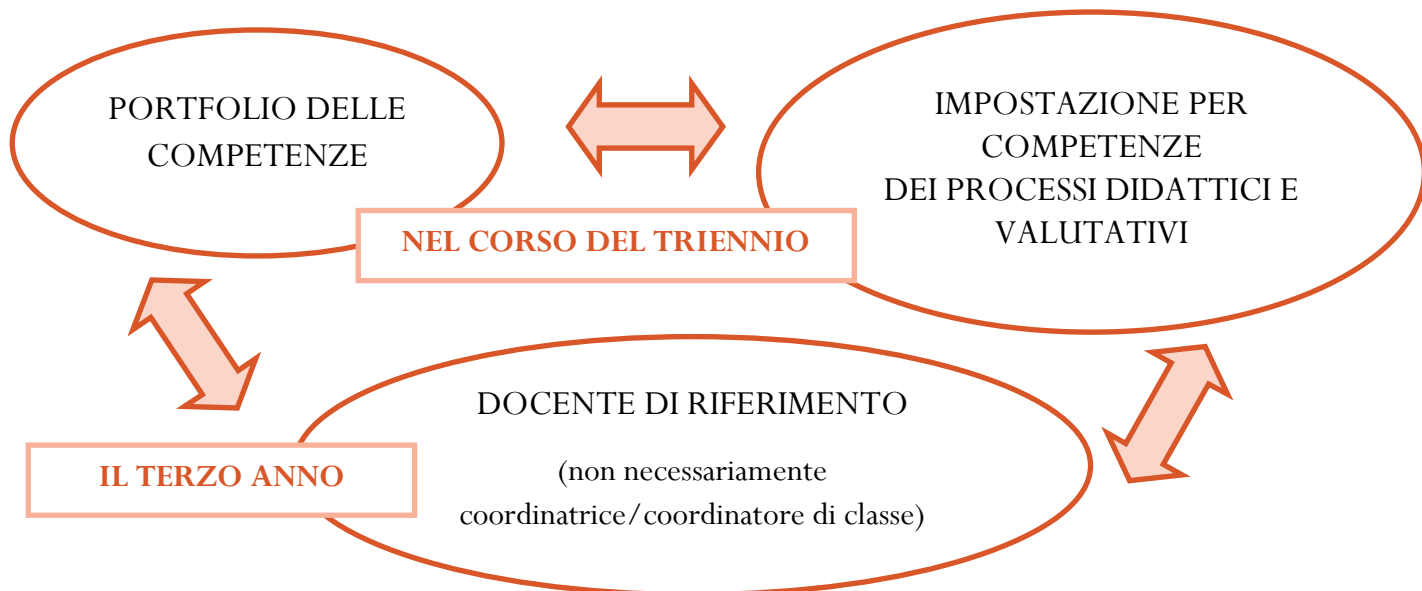 PORTFOLIO DELLE
COMPETENZE
IMPOSTAZIONE PER
COMPETENZE
DEI PROCESSI DIDATTICI E
VALUTATIVI
NEL CORSO DEL TRIENNIO
DOCENTE DI RIFERIMENTO
(non necessariamente
coordinatrice/coordinatore di classe)
IL TERZO ANNO